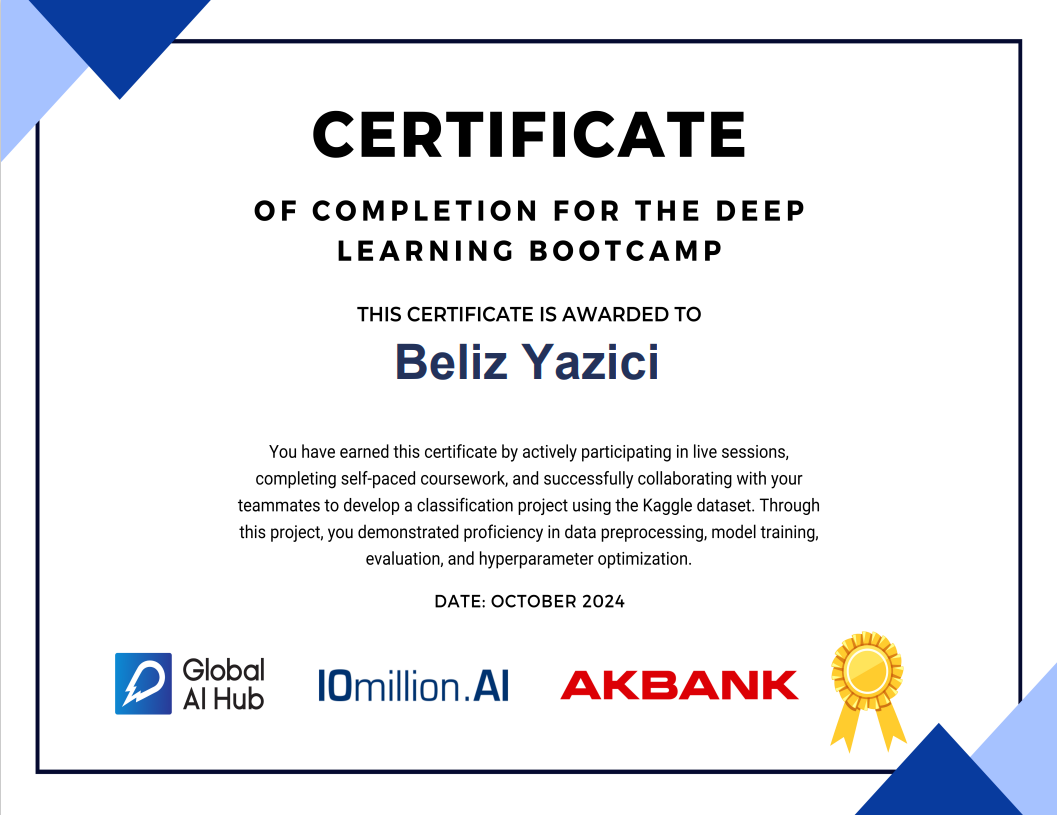 CERTIFICATE
OF COMPLETION FOR THE DEEP
LEARNING BOOTCAMP
THIS CERTIFICATE IS AWARDED TO
Beliz Yazici
You have earned this certificate by actively participating in live sessions,
completing self-paced coursework, and successfully collaborating with your
teammates to develop a classification project using the Kaggle dataset. Through
this project, you demonstrated proficiency in data preprocessing, model training,
evaluation, and hyperparameter optimization.
DATE: OCTOBER 2024
Global
AI Hub
10million.AI
AKBANK